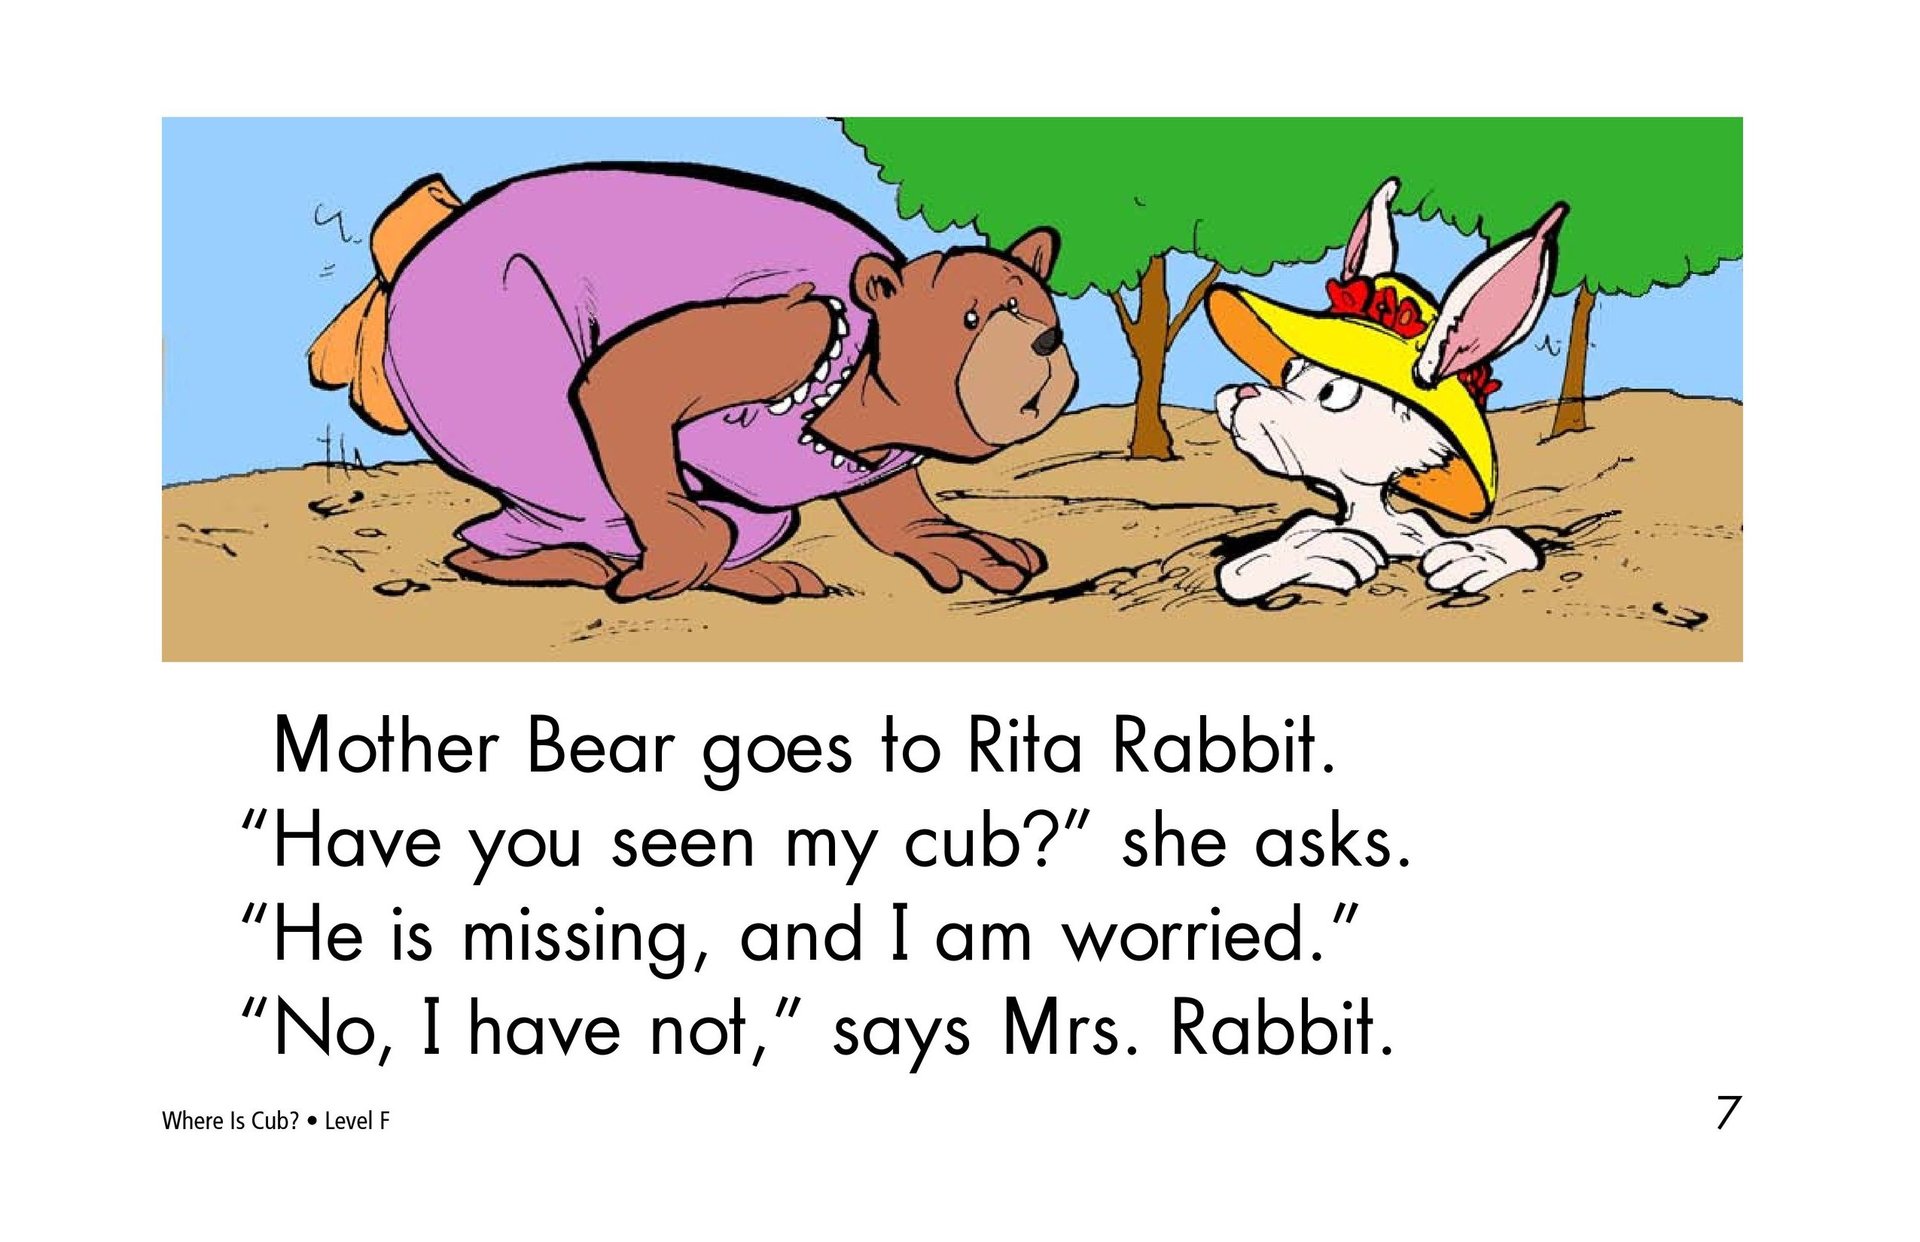 Mother Bear goes to Rita Rabbit.
“Have you seen my cub?” she asks.
“He is missing, and I am worried.”
“No, I have not,” says Mrs. Rabbit.
Where Is Cub? • Level F
7